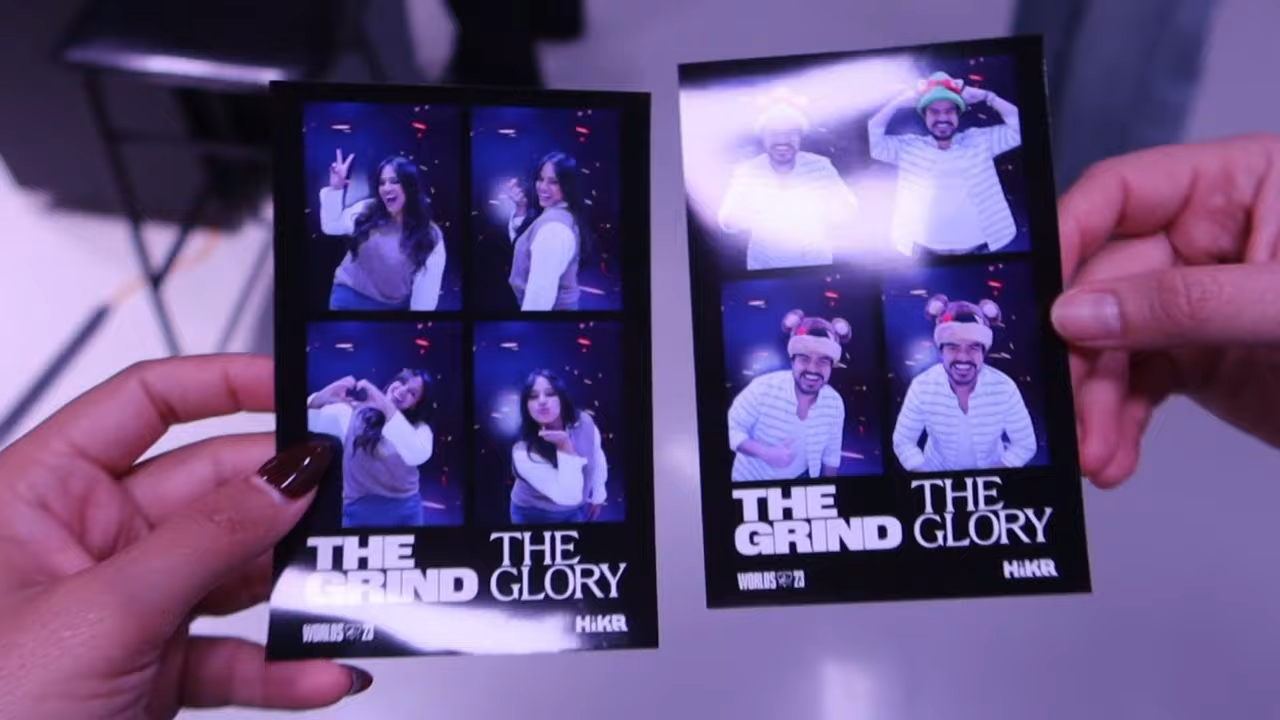 THE
GRIND
THE
GLORY
WORLDS 23
HiKR
THE
GRIND
THE
GLORY
WORLDS 23
HiKR